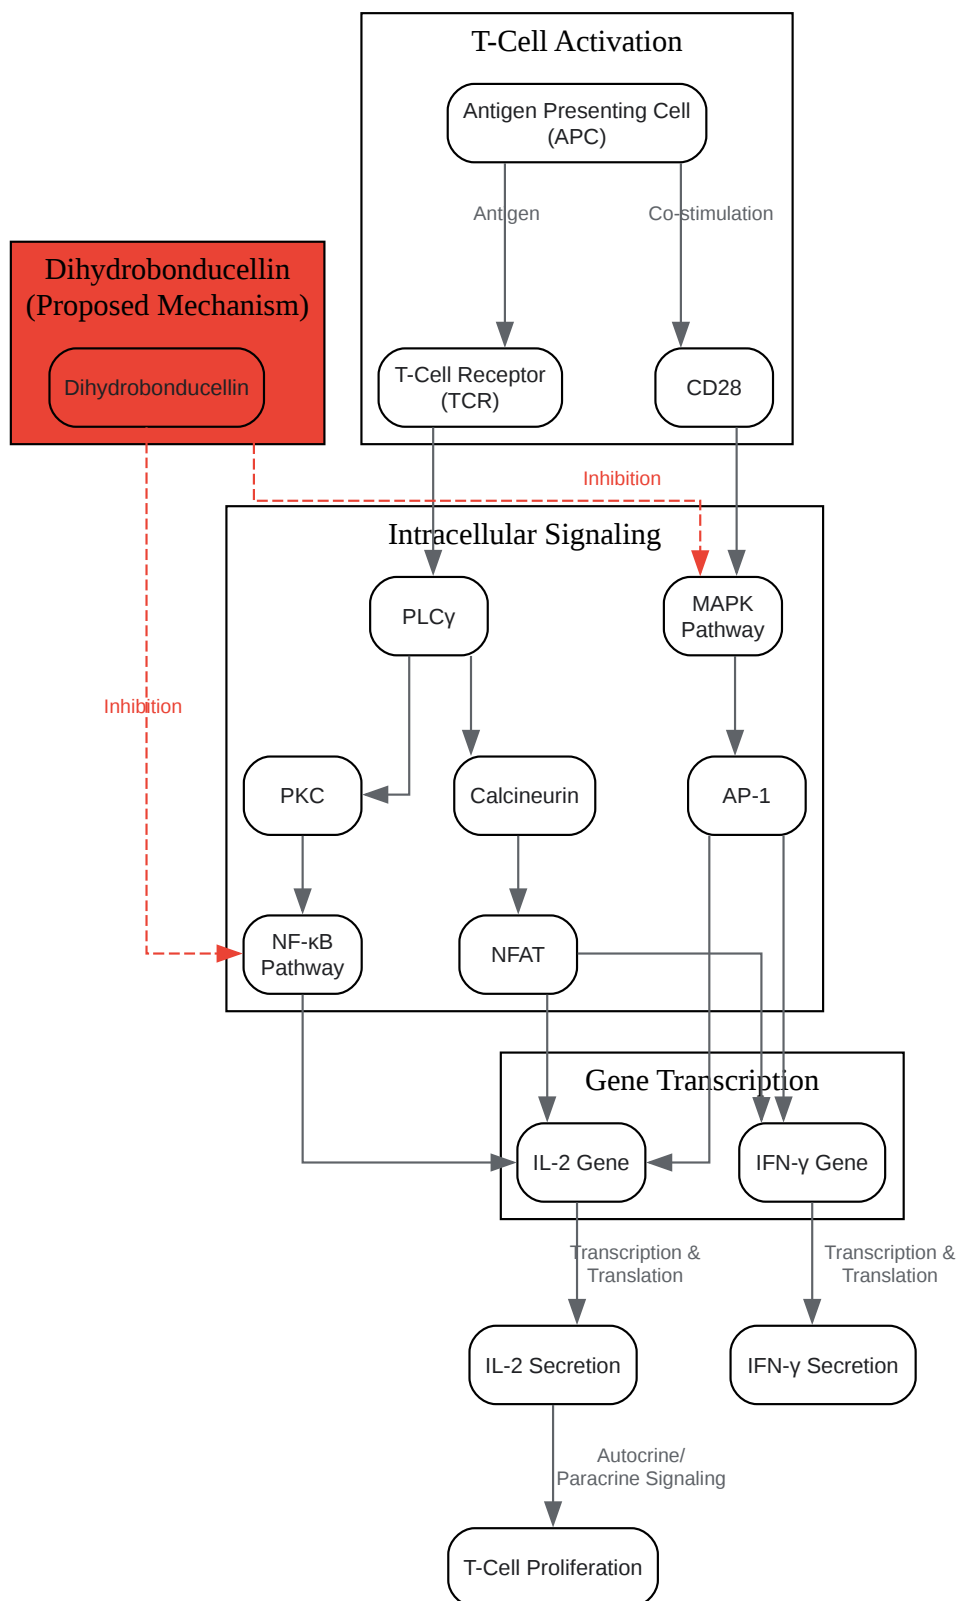 T-Cell Activation
Antigen Presenting Cell
(APC)
Antigen
Co-stimulation
Dihydrobonducellin
(Proposed Mechanism)
Dihydrobonducellin
T-Cell Receptor
(TCR)
CD28
Inhibition
Intracellular Signaling
PLCγ
MAPK
Pathway
Inhibition
PKC
Calcineurin
AP-1
NF-κB
Pathway
NFAT
Gene Transcription
IL-2 Gene
IFN-γ Gene
Transcription &
Translation
Transcription &
Translation
IL-2 Secretion
IFN-γ Secretion
Autocrine/
Paracrine Signaling
T-Cell Proliferation